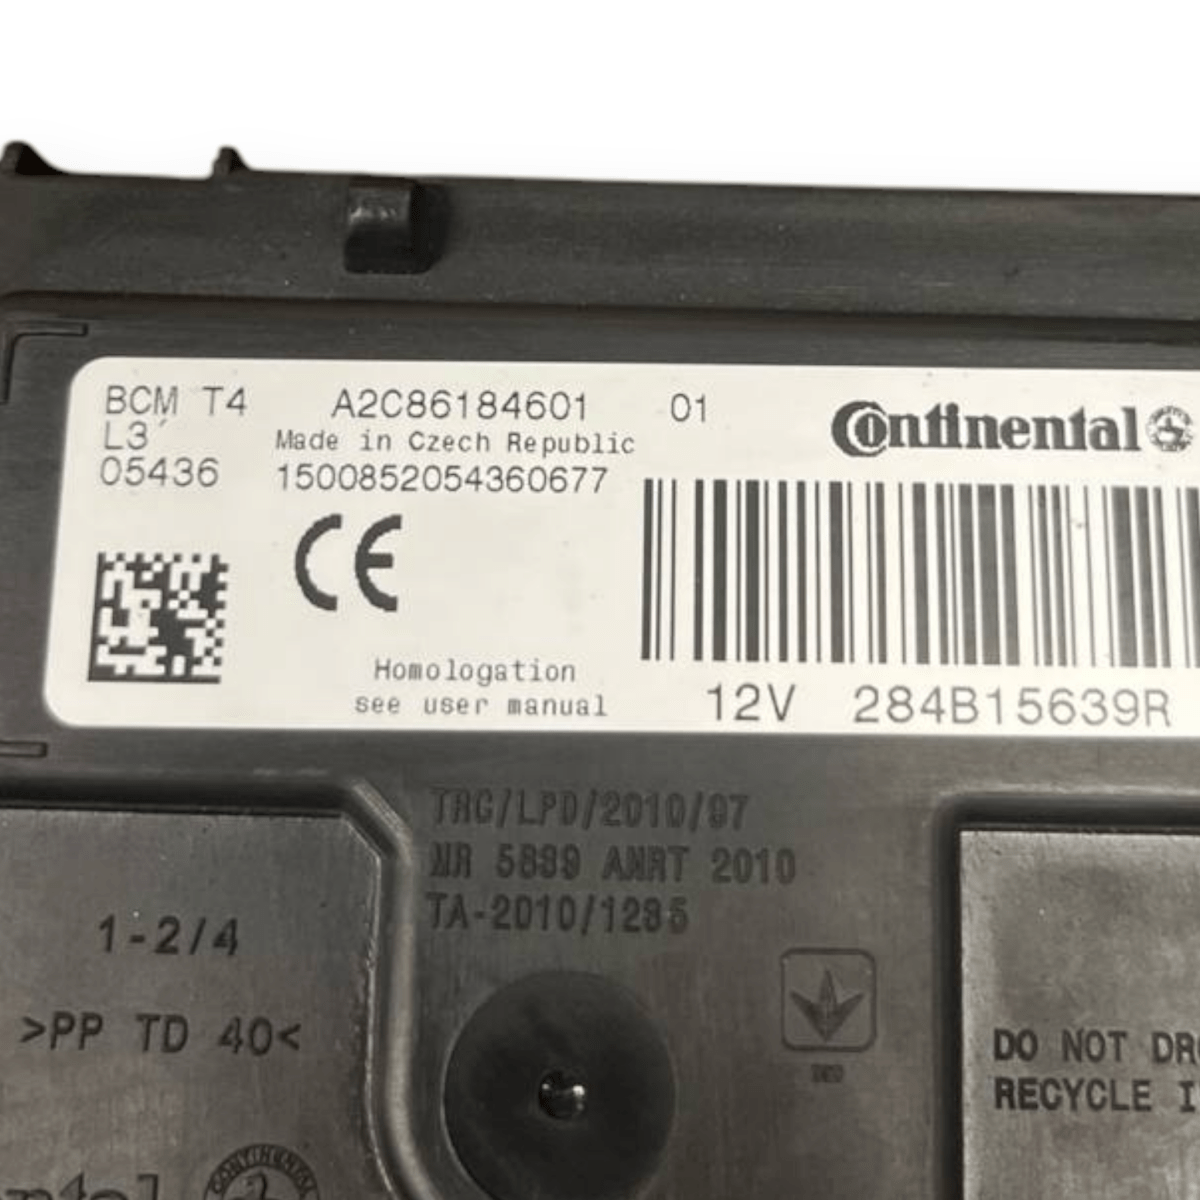 BCM T4 A2C86184601 01
L3 Made in Czech Republic
05436 1500852054360677
Continental
CE
Homologation
see user manual
12V 284B15639R
TRC/LPD/2010/97
MR 5889 ANRT 2010
TA-2010/1285
1-2/4
>PP TD 40<
DO NOT DRO
RECYCLE I
CONTINENTAL